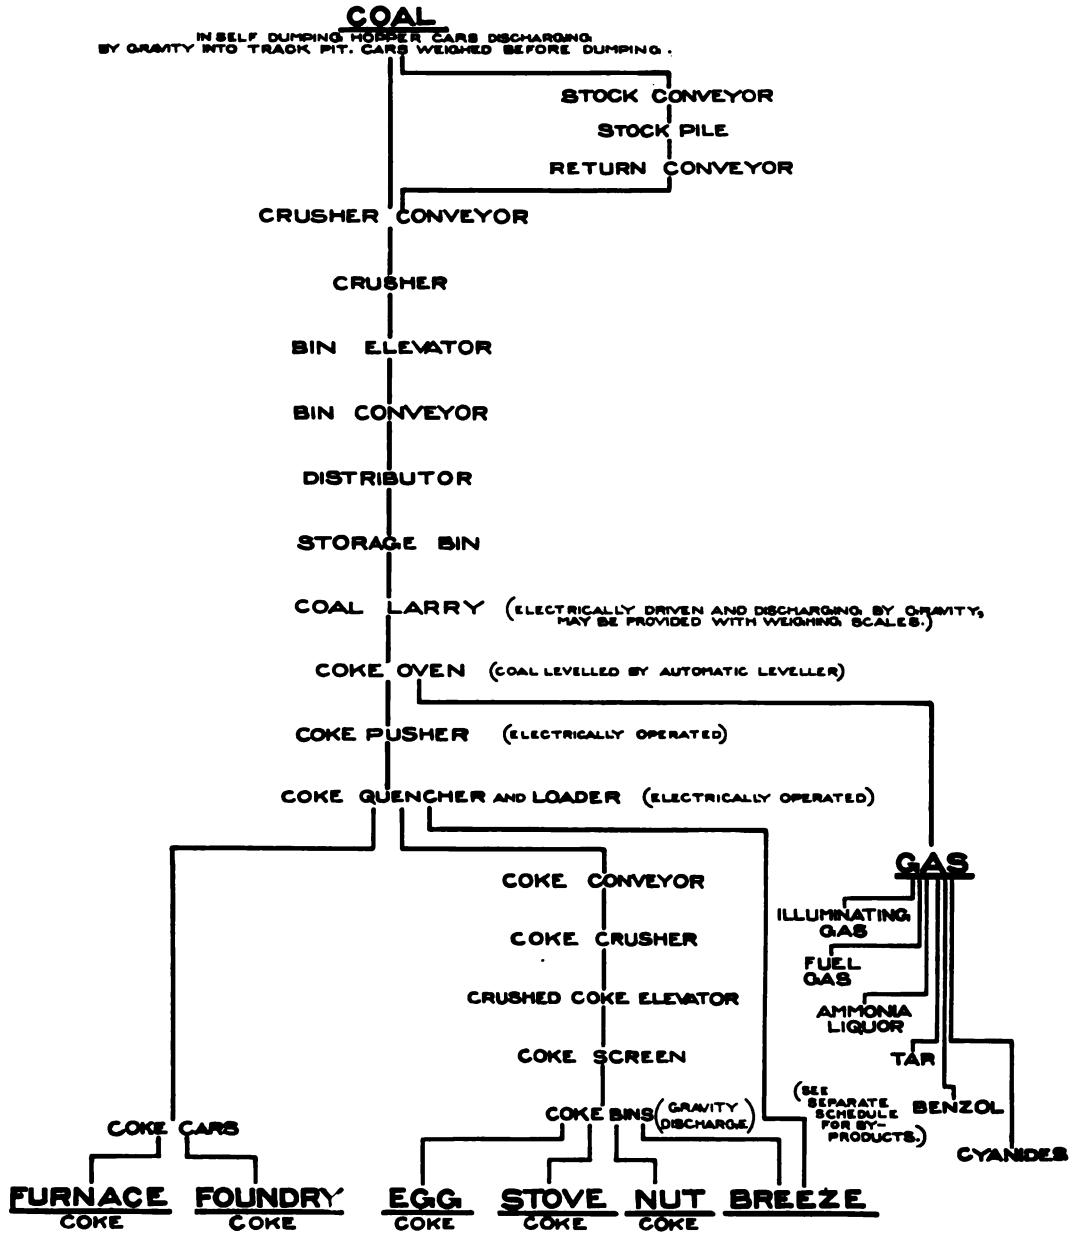 COAL
IN SELF DUMPING HOPPER CARS DISCHARGING
BY GRAVITY INTO TRACK PIT. CARS WEIGHED BEFORE DUMPING.
STOCK CONVEYOR
STOCK PILE
RETURN CONVEYOR
CRUSHER CONVEYOR
CRUSHER
BIN ELEVATOR
BIN CONVEYOR
DISTRIBUTOR
STORAGE BIN
COAL LARRY (ELECTRICALLY DRIVEN AND DISCHARGING BY GRAVITY,
MAY BE PROVIDED WITH WEIGHING SCALES.)
COKE OVEN (COAL LEVELLED BY AUTOMATIC LEVELLER)
COKE PUSHER (ELECTRICALLY OPERATED)
COKE QUENCHER AND LOADER (ELECTRICALLY OPERATED)
GAS
ILLUMINATING
GAS
FUEL
GAS
AMMONIA
LIQUOR
TAR
BENZOL
CYANIDES
(SEE
SEPARATE
SCHEDULE
FOR BY-
PRODUCTS.)
COKE CONVEYOR
COKE CRUSHER
CRUSHED COKE ELEVATOR
COKE SCREEN
COKE BINS (GRAVITY
DISCHARGE)
COKE CARS
FURNACE
COKE
FOUNDRY
COKE
EGG
COKE
STOVE
COKE
NUT
COKE
BREEZE